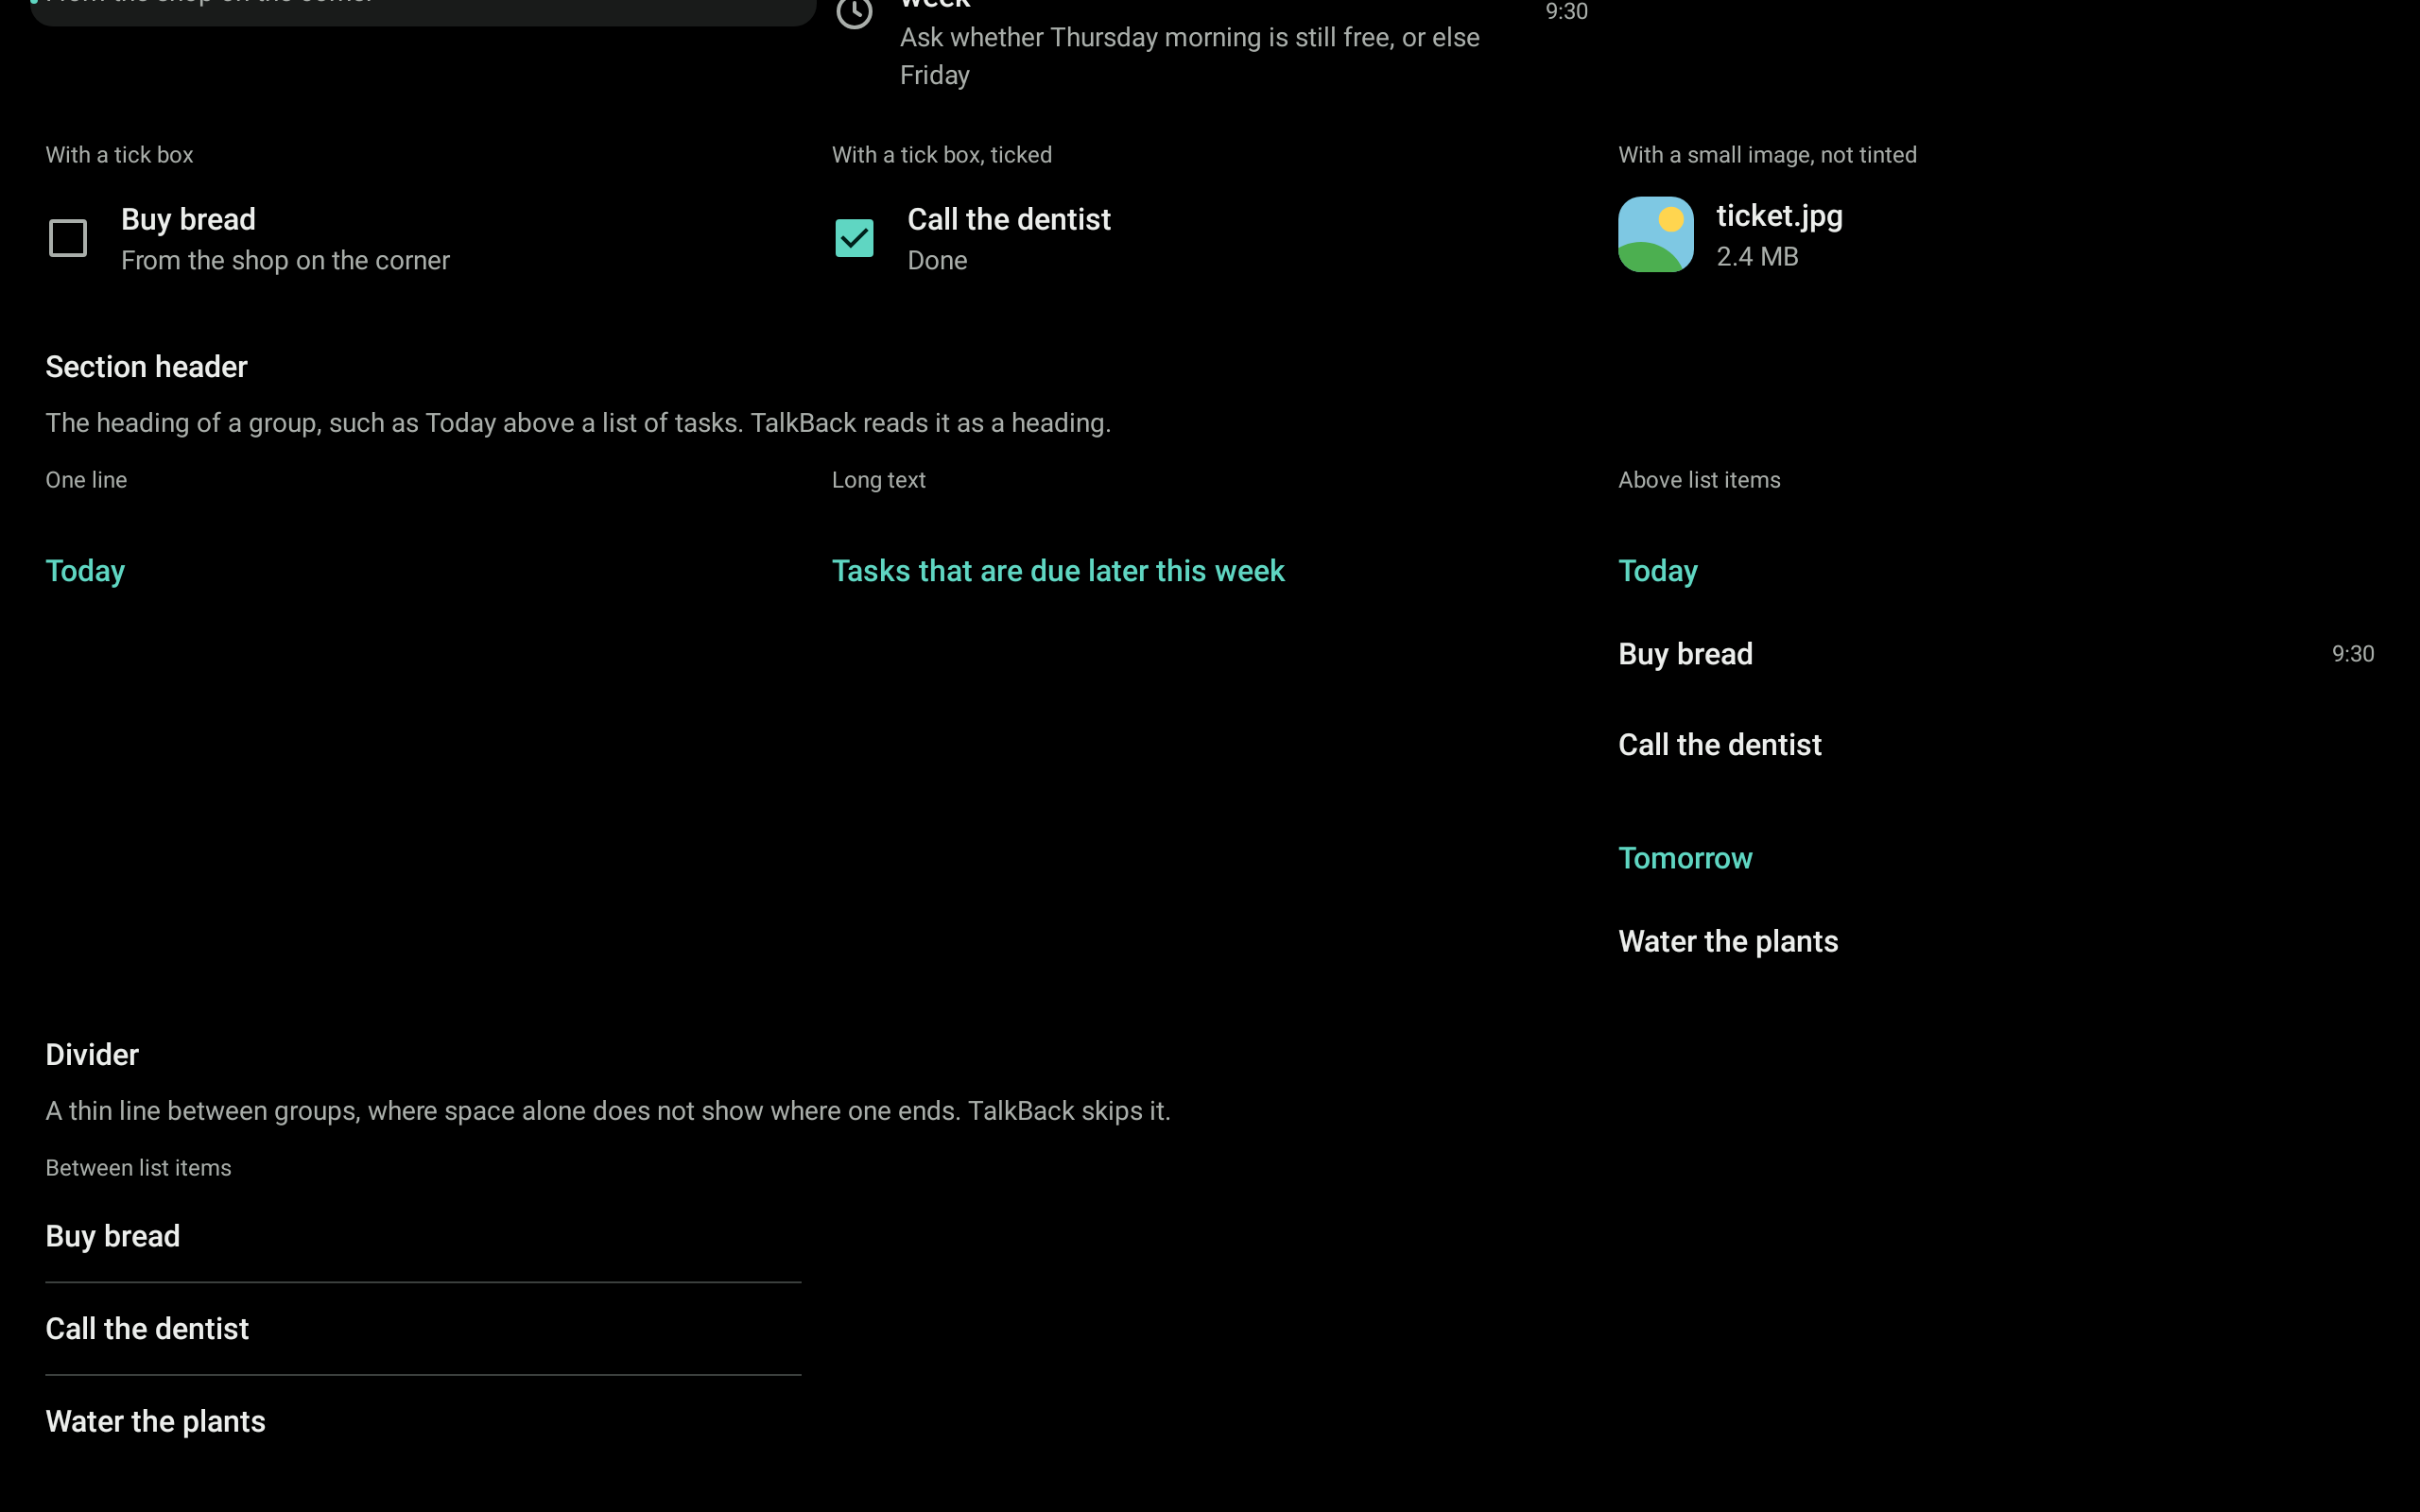 9:30
Ask whether Thursday morning is still free, or else
Friday
With a tick box
Buy bread
From the shop on the corner
With a tick box, ticked
Call the dentist
Done
With a small image, not tinted
ticket.jpg
2.4 MB
Section header
The heading of a group, such as Today above a list of tasks. TalkBack reads it as a heading.
One line
Today
Long text
Tasks that are due later this week
Above list items
Today
Buy bread
9:30
Call the dentist
Tomorrow
Water the plants
Divider
A thin line between groups, where space alone does not show where one ends. TalkBack skips it.
Between list items
Buy bread
Call the dentist
Water the plants